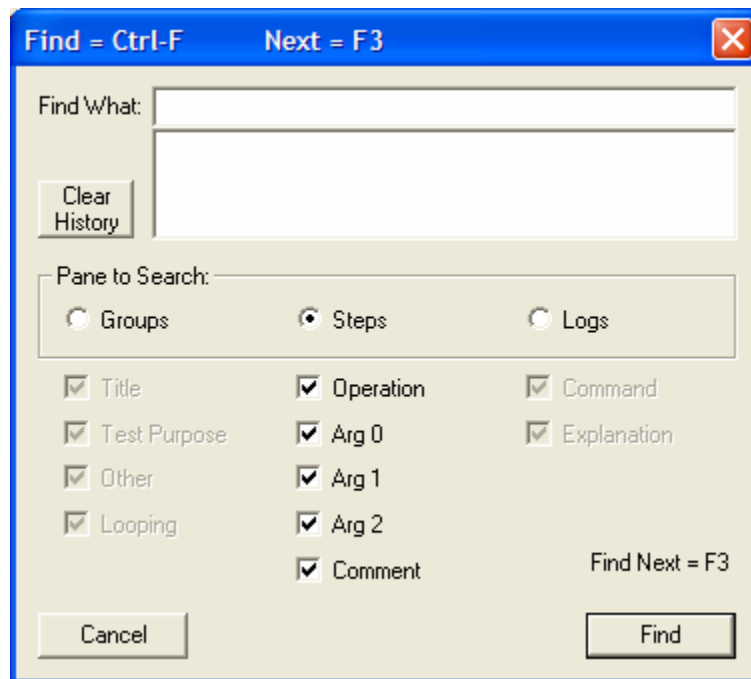 Find = Ctrl-F Next = F3
Find What:
Clear
History
Pane to Search:
Groups Steps Logs
Title Operation Command
Test Purpose Arg 0 Explanation
Other Arg 1
Looping Arg 2
Comment Find Next = F3
Cancel Find